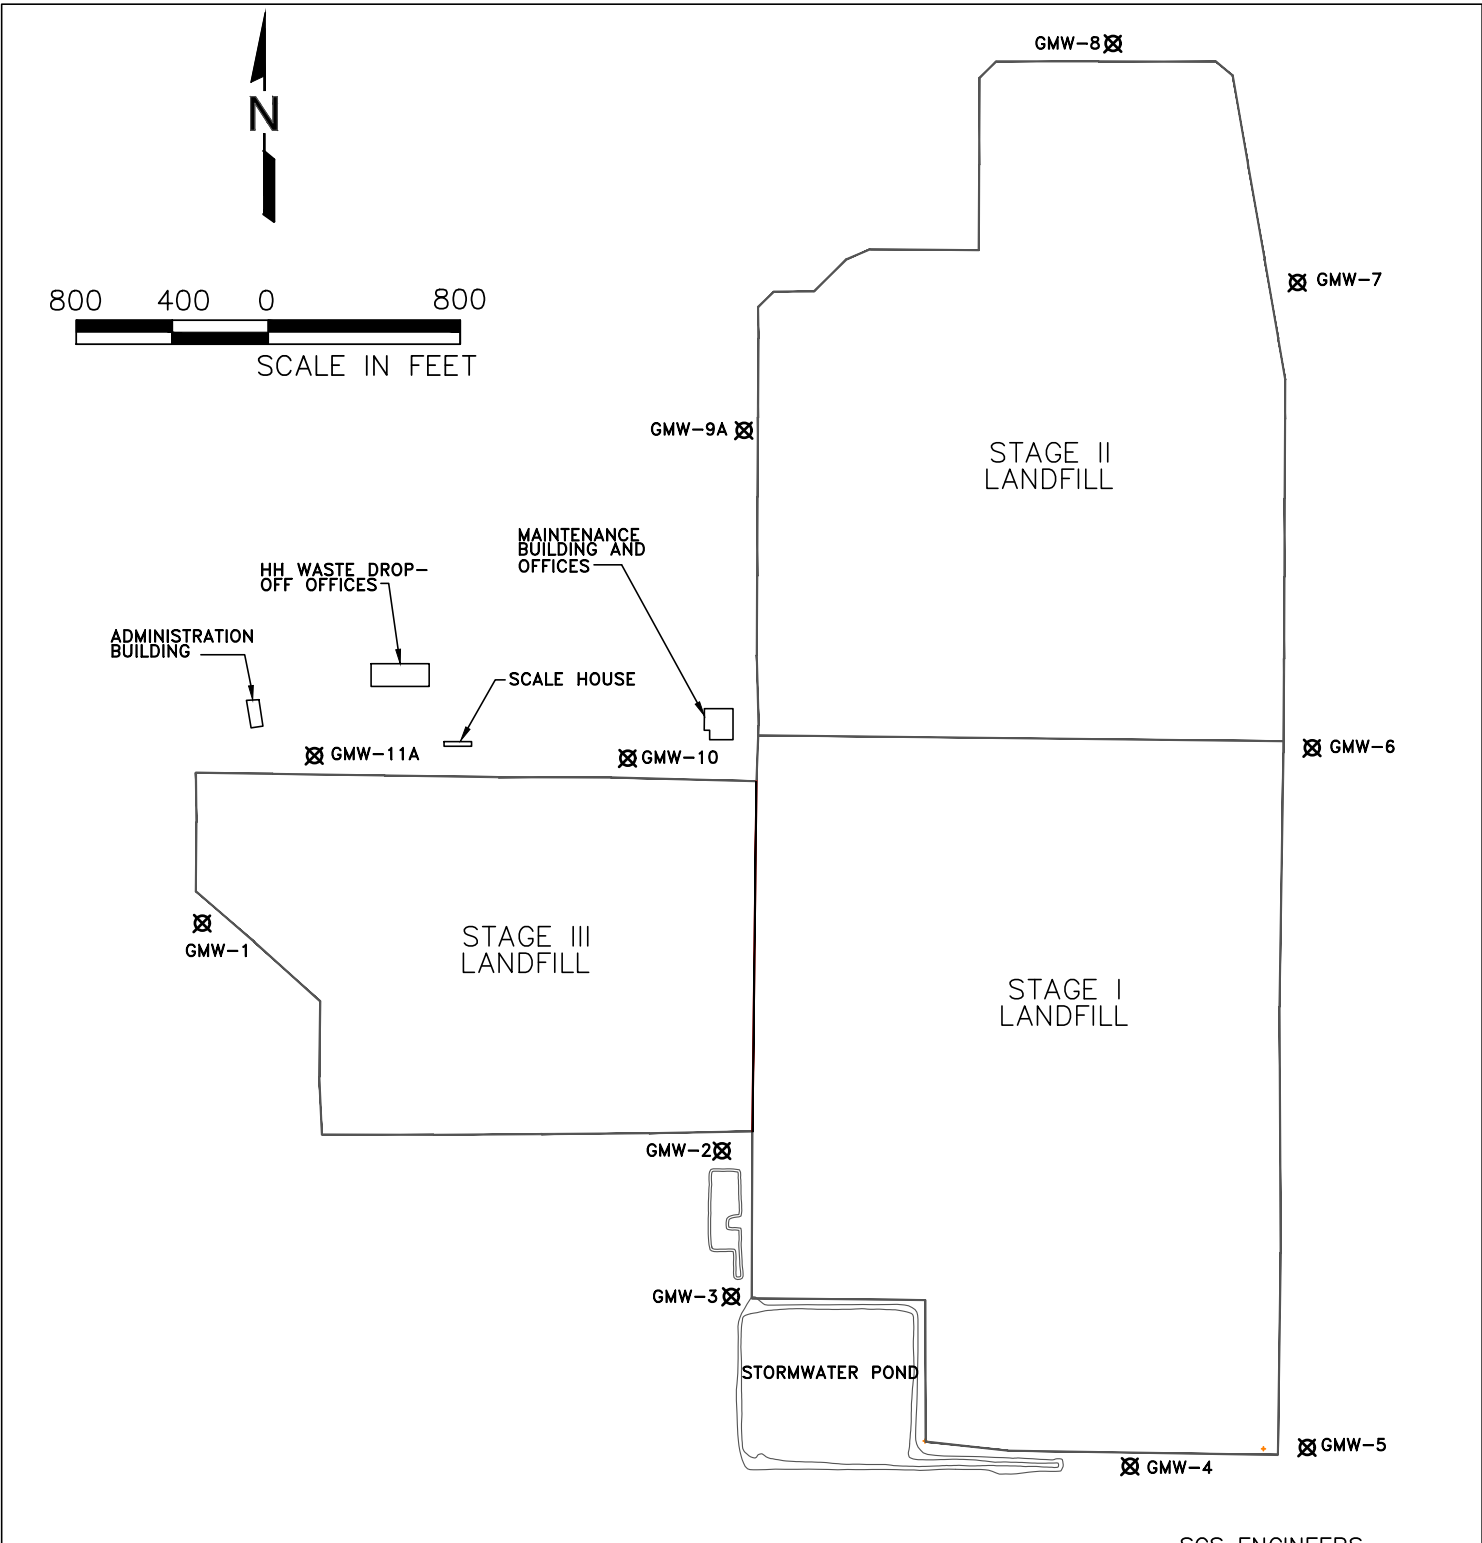 GMW-8
N
GMW-7
800 400 0 800
SCALE IN FEET
GMW-9A
STAGE II
LANDFILL
MAINTENANCE
BUILDING AND
OFFICES
HH WASTE DROP-
OFF OFFICES
ADMINISTRATION
BUILDING
SCALE HOUSE
GMW-11A
GMW-10
GMW-6
GMW-1
STAGE III
LANDFILL
STAGE I
LANDFILL
GMW-2
GMW-3
STORMWATER POND
GMW-5
GMW-4
SCS ENGINEERS